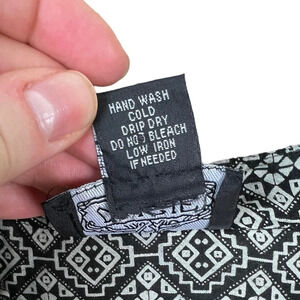 HAND WASH
COLD
DRIP DRY
DO NOT BLEACH
LOW IRON
IF NEEDED